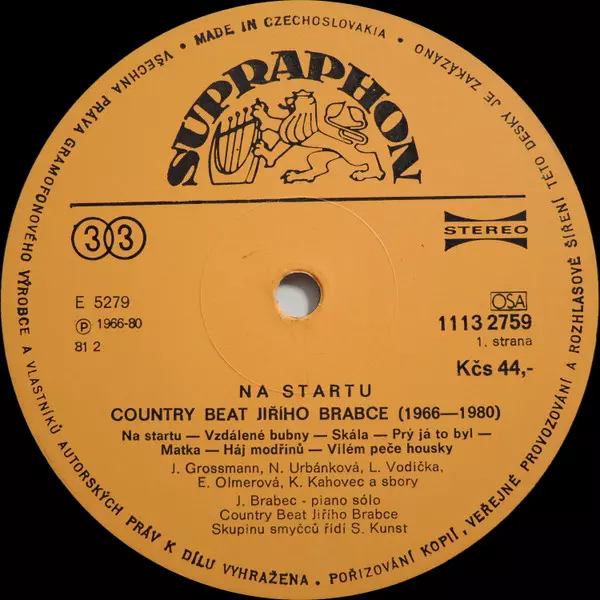 VŠECHNA PRÁVA GRAMOFONOVÉHO VÝROBCE A VLASTNÍKŮ AUTORSKÝCH PRÁV K DÍLU VYHRAŽENA • POŘIZOVÁNÍ KOPIÍ, VEŘEJNÉ PROVOZOVÁNÍ A ROZHLASOVÉ ŠÍŘENÍ TÉTO DESKY JE ZAKÁZÁNO • MADE IN CZECHOSLOVAKIA •
SUPRAPHON
33
STEREO
E 5279
Ⓟ 1966-80
81 2
OSA
1113 2759
1. strana
Kčs 44,-
NA STARTU
COUNTRY BEAT JIŘÍHO BRABCE (1966—1980)
Na startu — Vzdálené bubny — Skála — Prý já to byl —
Matka — Háj modřínů — Vilém peče housky
J. Grossmann, N. Urbánková, L. Vodička,
E. Olmerová, K. Kahovec a sbory
J. Brabec - piano sólo
Country Beat Jiřího Brabce
Skupinu smyčců řídí S. Kunst